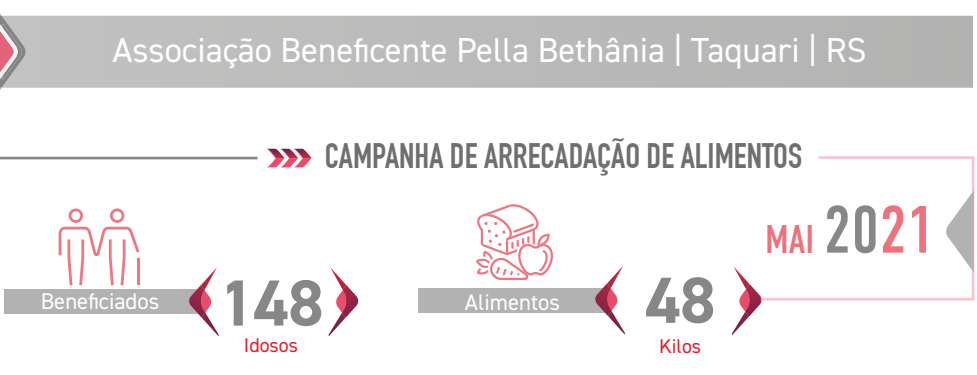 Associação Beneficente Pella Bethânia | Taquari | RS
CAMPANHA DE ARRECADAÇÃO DE ALIMENTOS
MAI 2021
Beneficiados
148
Idosos
Alimentos
48
Kilos